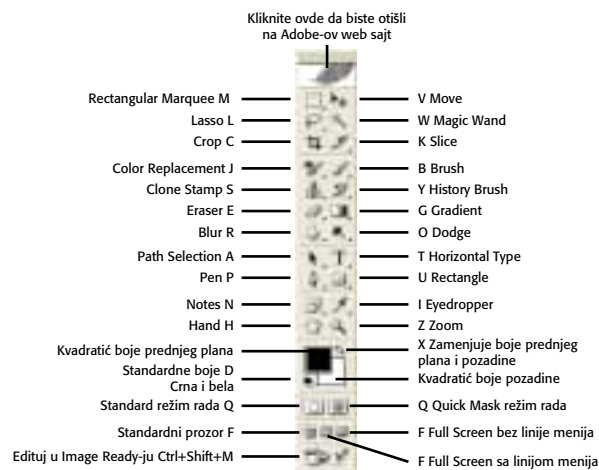 Kliknite ovde da biste otišli
na Adobe-ov web sajt
Rectangular Marquee M
V Move
Lasso L
W Magic Wand
Crop C
K Slice
Color Replacement J
B Brush
Clone Stamp S
Y History Brush
Eraser E
G Gradient
Blur R
O Dodge
Path Selection A
T Horizontal Type
Pen P
U Rectangle
Notes N
I Eyedropper
Hand H
Z Zoom
Kvadratić boje prednjeg plana
X Zamenjuje boje prednjeg
plana i pozadine
Standardne boje D
Crna i bela
Kvadratić boje pozadine
Standard režim rada Q
Q Quick Mask režim rada
Standardni prozor F
F Full Screen bez linije menija
Edituj u Image Ready-ju Ctrl+Shift+M
F Full Screen sa linijom menija